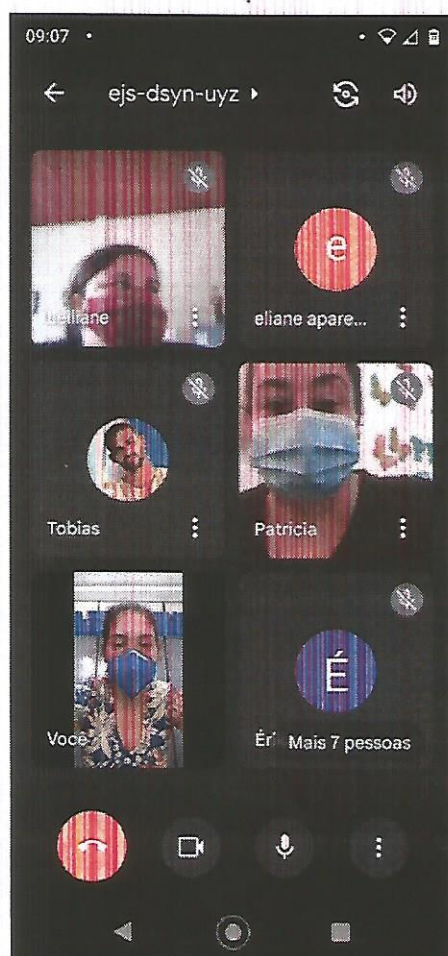 09:07
ejs-dsyn-uyz
e
eliane apare...
Tobias
Patricia
Você
É
Mais 7 pessoas